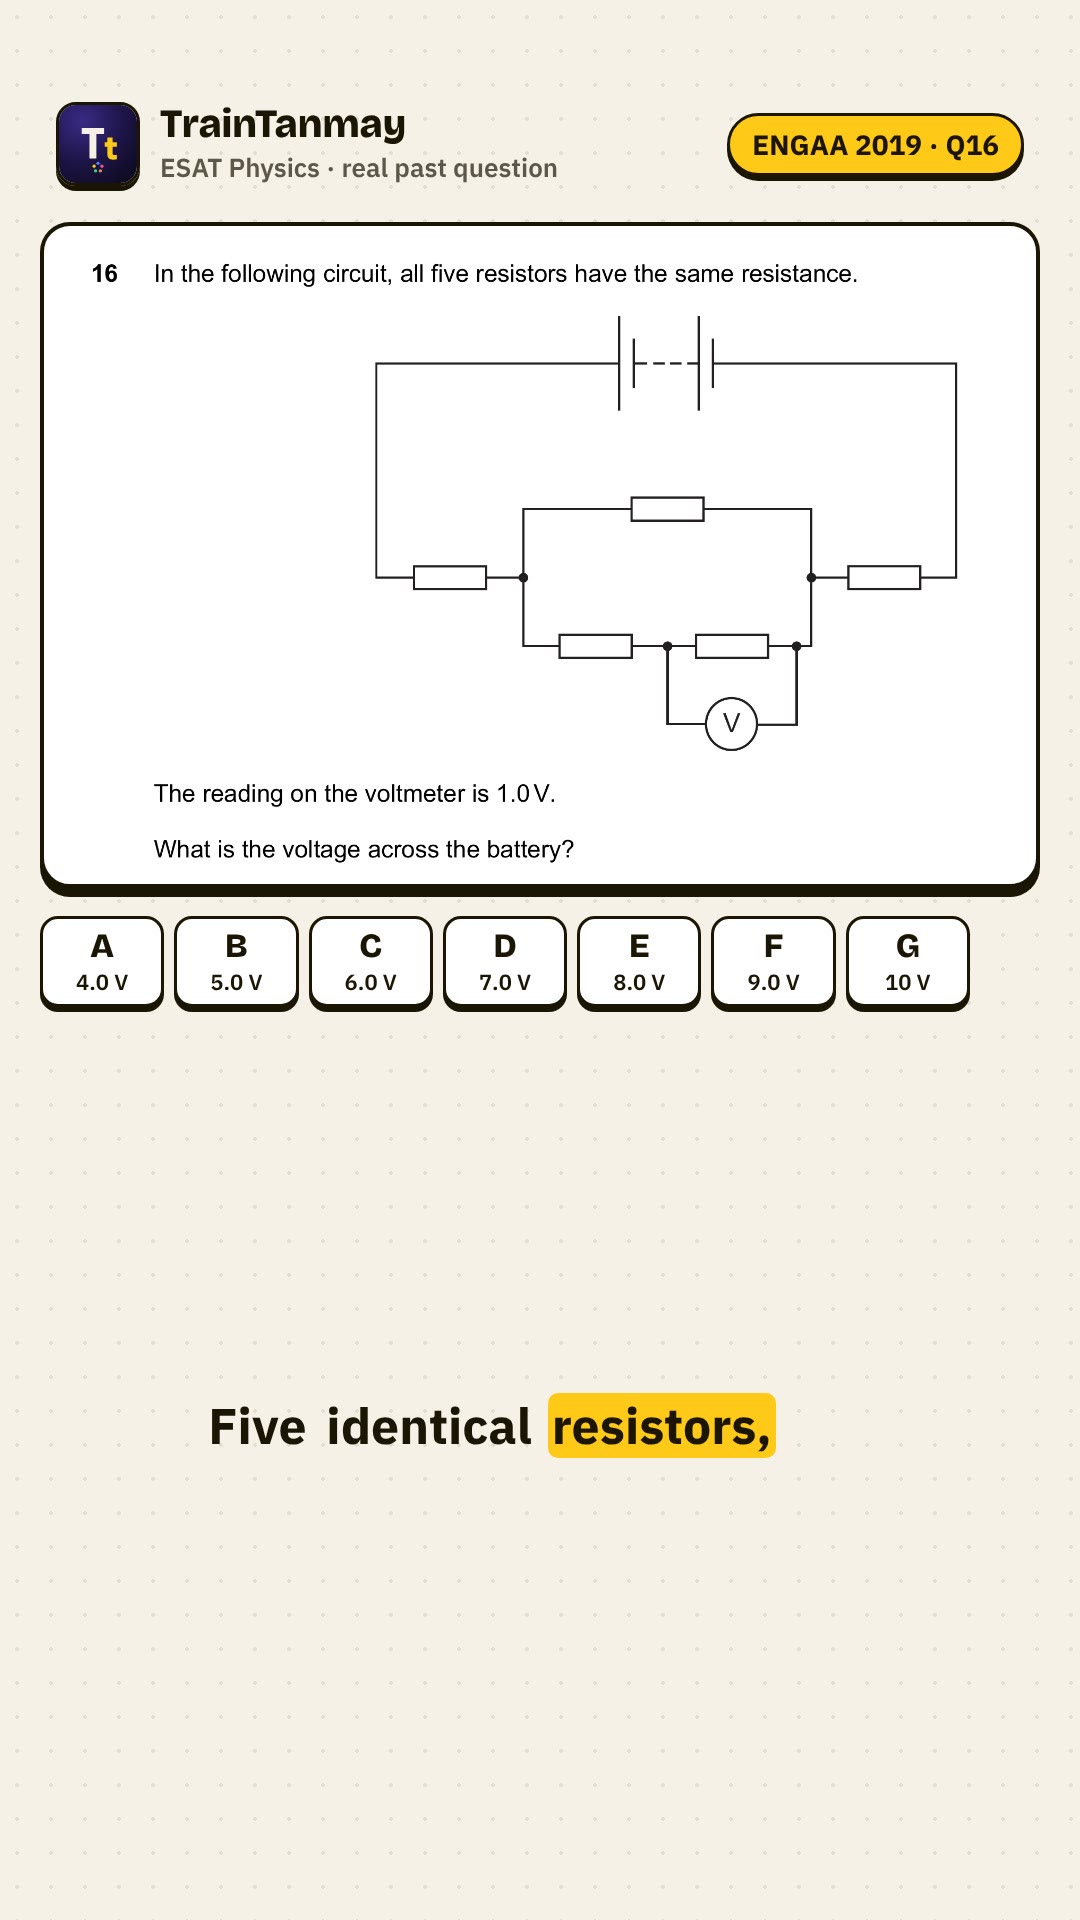 Tt
TrainTanmay
ESAT Physics · real past question
ENGAA 2019 · Q16
16 In the following circuit, all five resistors have the same resistance.
V
The reading on the voltmeter is 1.0 V.
What is the voltage across the battery?
A B C D E F G
4.0 V 5.0 V 6.0 V 7.0 V 8.0 V 9.0 V 10 V
Five identical resistors,